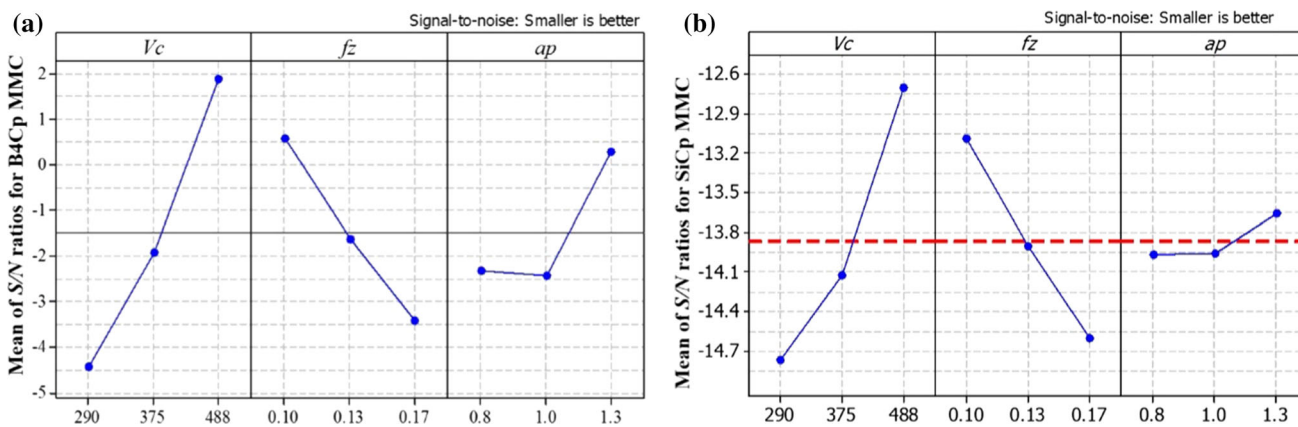 (a)
Signal-to-noise: Smaller is better
Vc fz ap
Mean of S/N ratios for B4Cp MMC
2
1
0
-1
-2
-3
-4
-5
290 375 488 0.10 0.13 0.17 0.8 1.0 1.3
(b)
Signal-to-noise: Smaller is better
Vc fz ap
Mean of S/N ratios for SiCp MMC
-12.6
-12.9
-13.2
-13.5
-13.8
-14.1
-14.4
-14.7
290 375 488 0.10 0.13 0.17 0.8 1.0 1.3